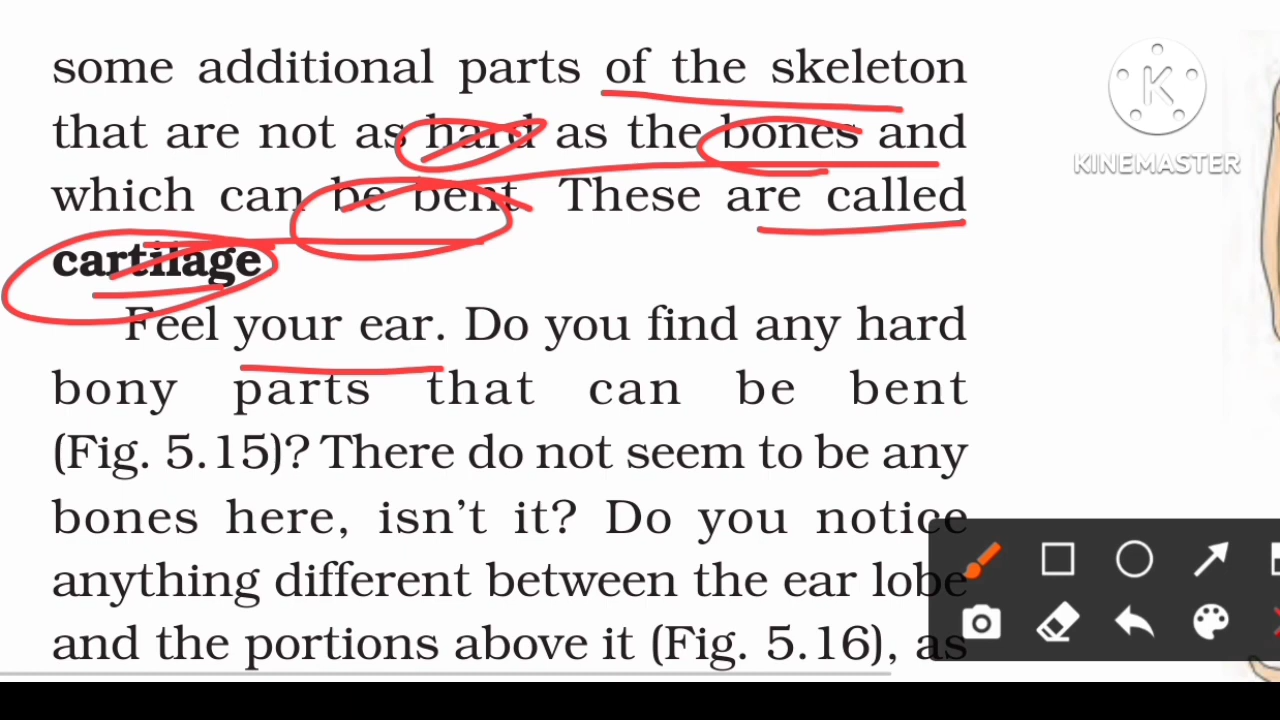 some additional parts of the skeleton
that are not as hard as the bones and
which can be bent. These are called
cartilage
Feel your ear. Do you find any hard
bony parts that can be bent
(Fig. 5.15)? There do not seem to be any
bones here, isn't it? Do you notice
anything different between the ear lobe
and the portions above it (Fig. 5.16), as
K
KINEMASTER